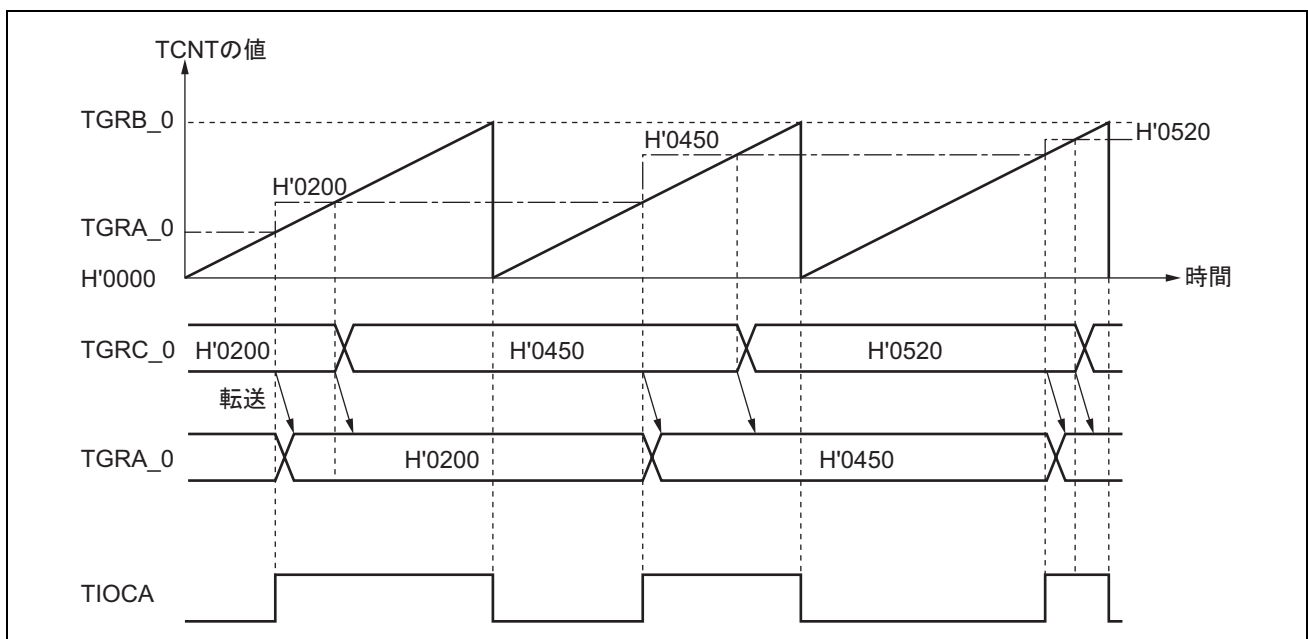 TCNTの値
TGRB_0
H'0520
H'0450
H'0200
TGRA_0
H'0000
時間
TGRC_0
H'0200
H'0450
H'0520
転送
TGRA_0
H'0200
H'0450
TIOCA